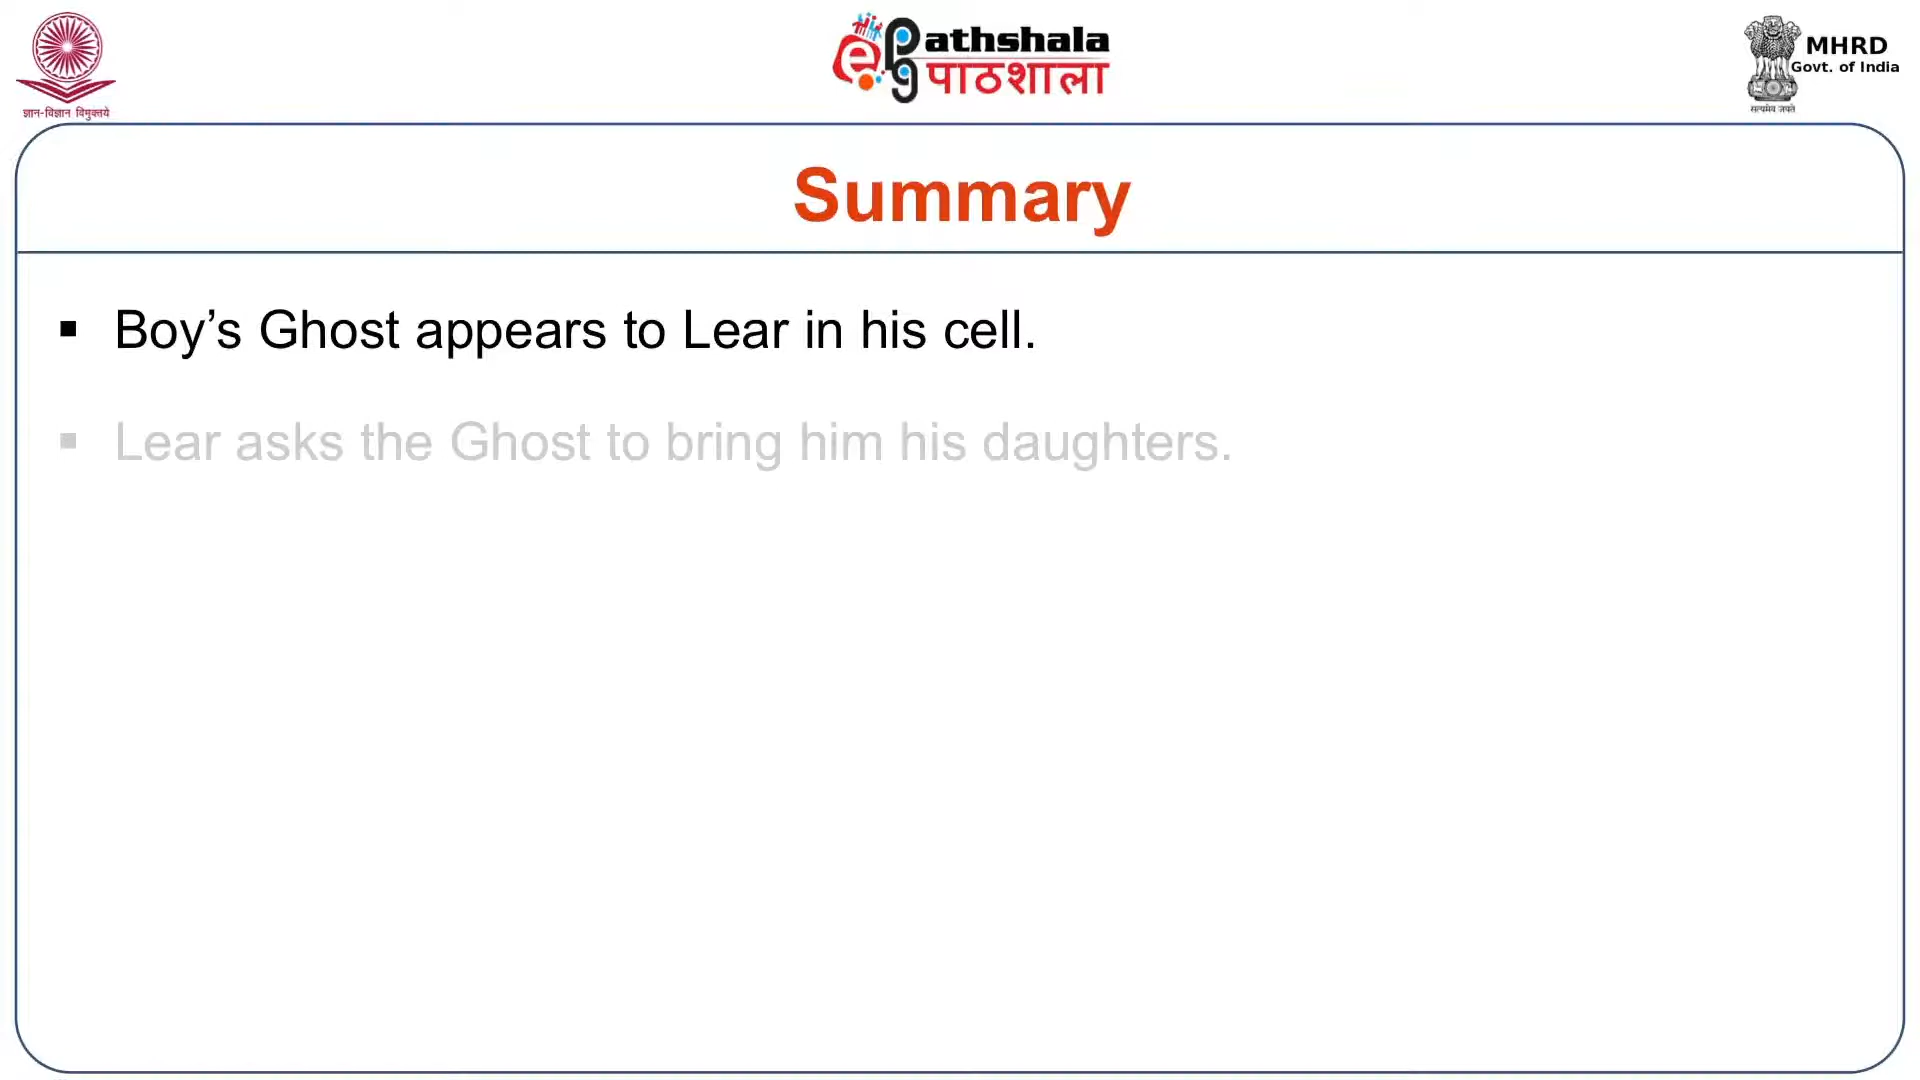 ज्ञान-विज्ञान विमुक्तये
ePG Pathshala
पाठशाला
MHRD
Govt. of India
सत्यमेव जयते
Summary
▪ Boy’s Ghost appears to Lear in his cell.
▪ Lear asks the Ghost to bring him his daughters.